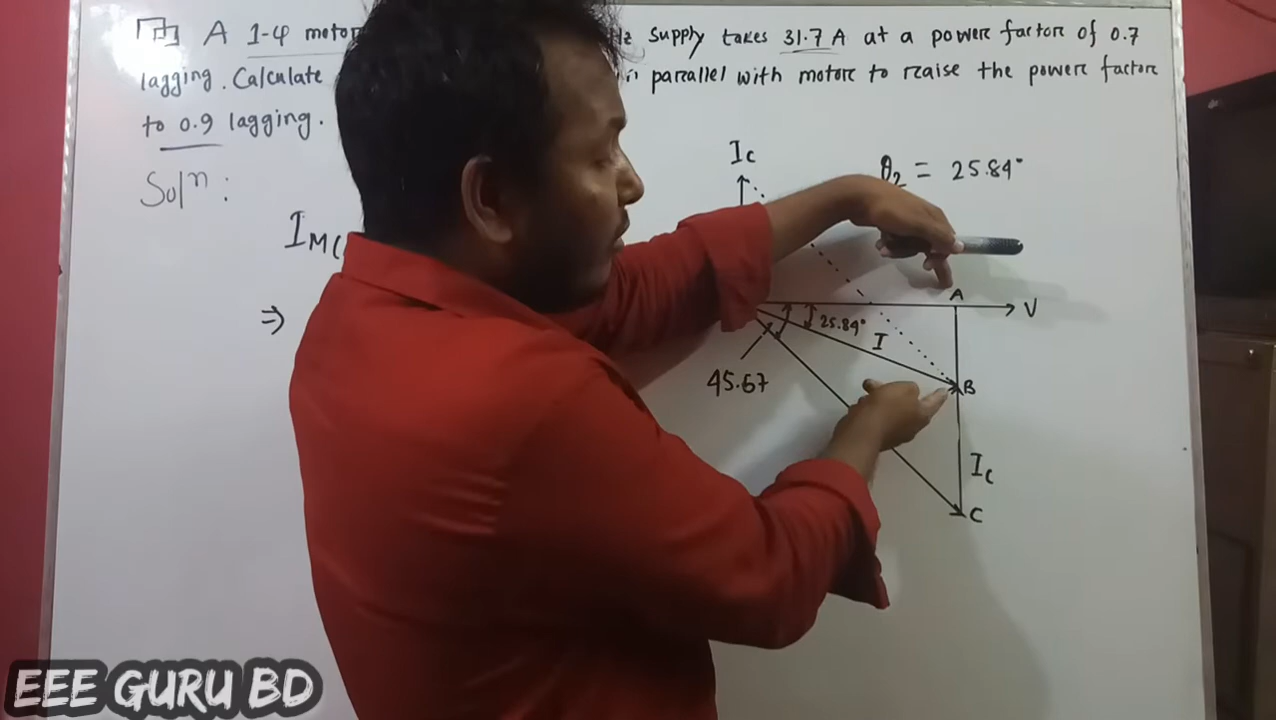 A 1-φ motor Hz supply takes 31.7 A at a power factor of 0.7
lagging. Calculate in parallel with motor to raise the power factor
to 0.9 lagging.
Solⁿ :
Ic
θ2 = 25.84°
IM(
⇒
A
V
25.84°
I
45.67
B
Ic
C
EEE GURU BD